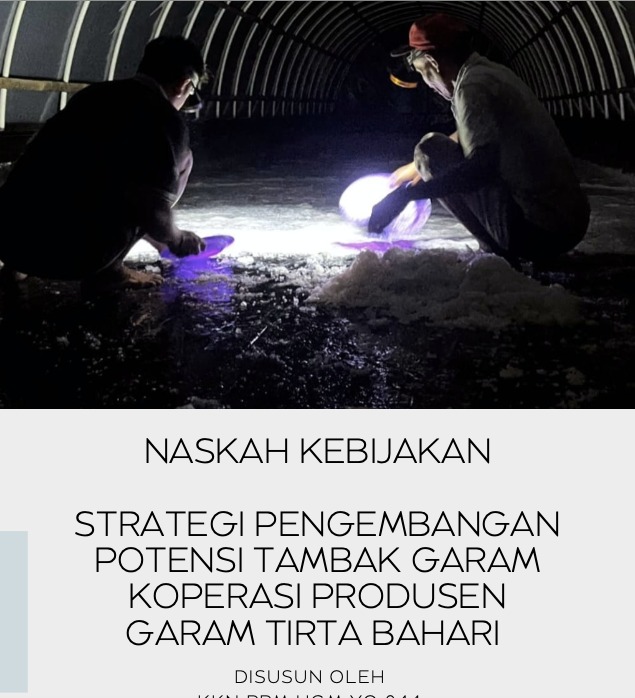 NASKAH KEBIJAKAN
STRATEGI PENGEMBANGAN
POTENSI TAMBAK GARAM
KOPERASI PRODUSEN
GARAM TIRTA BAHARI
DISUSUN OLEH